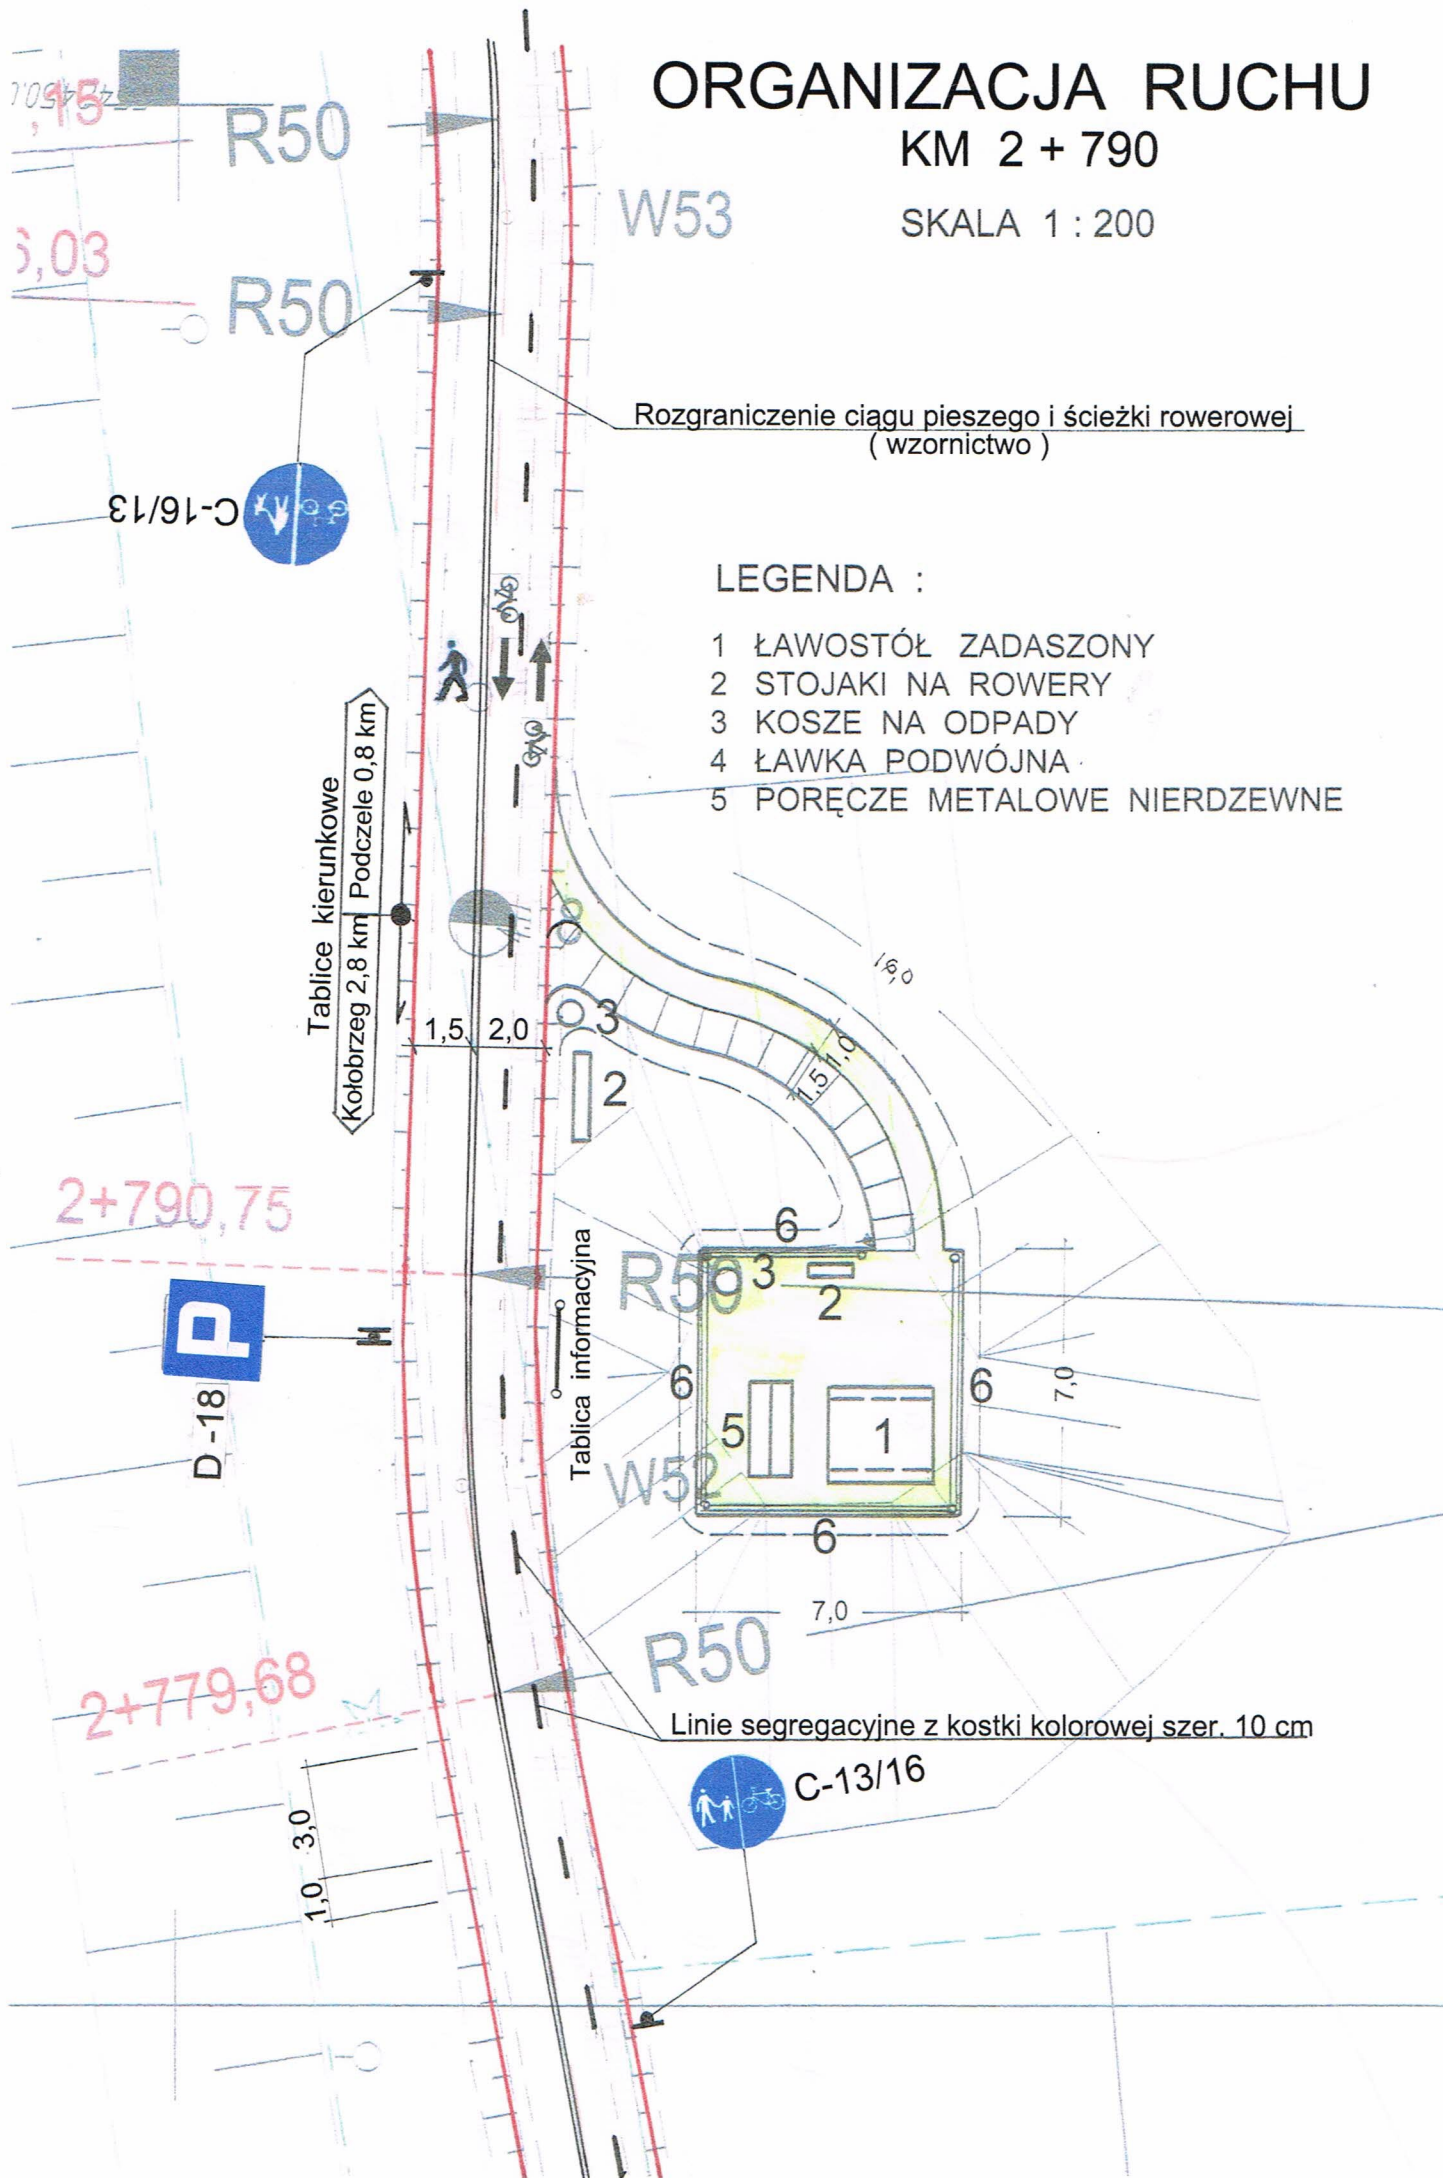 ORGANIZACJA RUCHU
KM 2 + 790
SKALA 1 : 200
,15
R50
W53
,03
R50
Rozgraniczenie ciągu pieszego i ścieżki rowerowej
( wzornictwo )
C-16/13
LEGENDA :
1 ŁAWOSTÓŁ ZADASZONY
2 STOJAKI NA ROWERY
3 KOSZE NA ODPADY
4 ŁAWKA PODWÓJNA
5 PORĘCZE METALOWE NIERDZEWNE
Tablice kierunkowe
Kołobrzeg 2,8 km Podczele 0,8 km
1,5 2,0
3
2
1,5 1,0
2+790,75
6
R50
3
2
P
D -18
Tablica informacyjna
6
6
7,0
5
1
W52
6
7,0
R50
2+779,68
Linie segregacyjne z kostki kolorowej szer. 10 cm
C-13/16
3,0
1,0